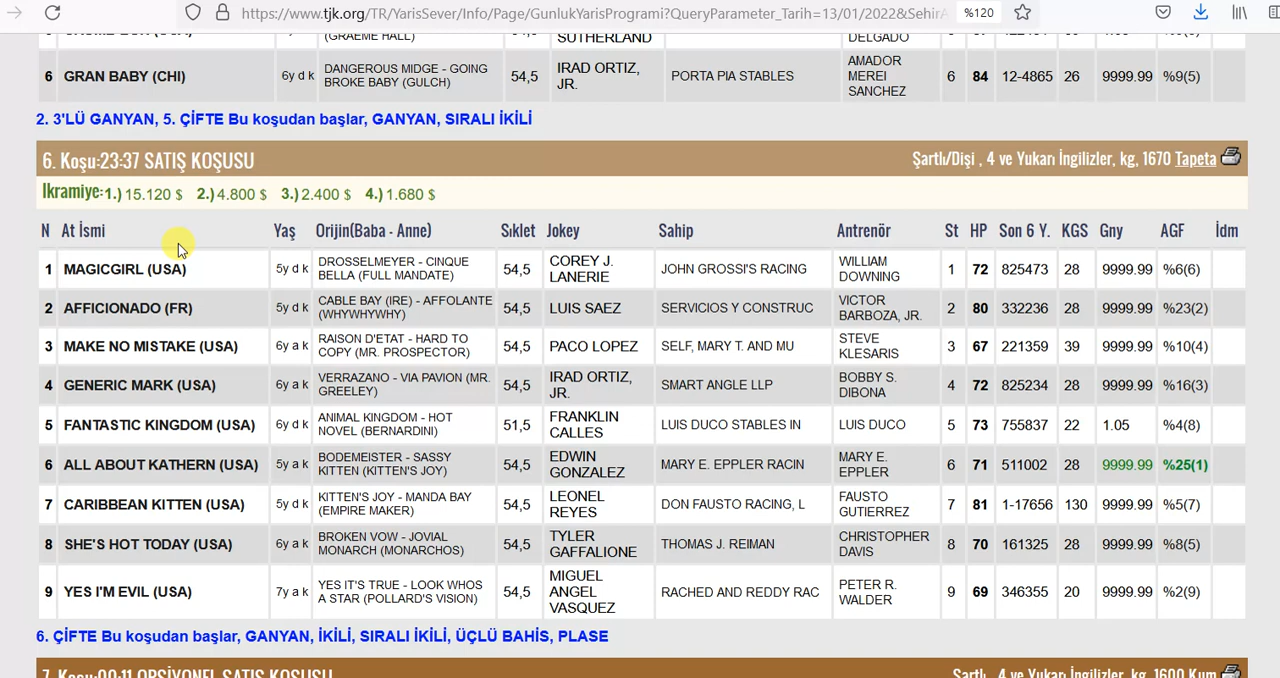 https://www.tjk.org/TR/YarisSever/Info/Page/GunlukYarisProgrami?QueryParameter_Tarih=13/01/2022&SehirA %120
(GRAEME HALL) SUTHERLAND DELGADO
6 GRAN BABY (CHI) 6y d k DANGEROUS MIDGE - GOING BROKE BABY (GULCH) 54,5 IRAD ORTIZ, JR. PORTA PIA STABLES AMADOR MEREI SANCHEZ 6 84 12-4865 26 9999.99 %9(5)
2. 3'LÜ GANYAN, 5. ÇİFTE Bu koşudan başlar, GANYAN, SIRALI İKİLİ
6. Koşu:23:37 SATIŞ KOŞUSU Şartlı/Dişi , 4 ve Yukarı İngilizler, kg, 1670 Tapeta
İkramiye:1.) 15.120 $ 2.) 4.800 $ 3.) 2.400 $ 4.) 1.680 $
N At İsmi Yaş Orijin(Baba - Anne) Sıklet Jokey Sahip Antrenör St HP Son 6 Y. KGS Gny AGF İdm
1 MAGICGIRL (USA) 5y d k DROSSELMEYER - CINQUE BELLA (FULL MANDATE) 54,5 COREY J. LANERIE JOHN GROSSI'S RACING WILLIAM DOWNING 1 72 825473 28 9999.99 %6(6)
2 AFFICIONADO (FR) 5y d k CABLE BAY (IRE) - AFFOLANTE (WHYWHYWHY) 54,5 LUIS SAEZ SERVICIOS Y CONSTRUC VICTOR BARBOZA, JR. 2 80 332236 28 9999.99 %23(2)
3 MAKE NO MISTAKE (USA) 6y a k RAISON D'ETAT - HARD TO COPY (MR. PROSPECTOR) 54,5 PACO LOPEZ SELF, MARY T. AND MU STEVE KLESARIS 3 67 221359 39 9999.99 %10(4)
4 GENERIC MARK (USA) 6y a k VERRAZANO - VIA PAVION (MR. GREELEY) 54,5 IRAD ORTIZ, JR. SMART ANGLE LLP BOBBY S. DIBONA 4 72 825234 28 9999.99 %16(3)
5 FANTASTIC KINGDOM (USA) 6y d k ANIMAL KINGDOM - HOT NOVEL (BERNARDINI) 51,5 FRANKLIN CALLES LUIS DUCO STABLES IN LUIS DUCO 5 73 755837 22 1.05 %4(8)
6 ALL ABOUT KATHERN (USA) 5y a k BODEMEISTER - SASSY KITTEN (KITTEN'S JOY) 54,5 EDWIN GONZALEZ MARY E. EPPLER RACIN MARY E. EPPLER 6 71 511002 28 9999.99 %25(1)
7 CARIBBEAN KITTEN (USA) 5y d k KITTEN'S JOY - MANDA BAY (EMPIRE MAKER) 54,5 LEONEL REYES DON FAUSTO RACING, L FAUSTO GUTIERREZ 7 81 1-17656 130 9999.99 %5(7)
8 SHE'S HOT TODAY (USA) 6y a k BROKEN VOW - JOVIAL MONARCH (MONARCHOS) 54,5 TYLER GAFFALIONE THOMAS J. REIMAN CHRISTOPHER DAVIS 8 70 161325 28 9999.99 %8(5)
9 YES I'M EVIL (USA) 7y a k YES IT'S TRUE - LOOK WHOS A STAR (POLLARD'S VISION) 54,5 MIGUEL ANGEL VASQUEZ RACHED AND REDDY RAC PETER R. WALDER 9 69 346355 20 9999.99 %2(9)
6. ÇİFTE Bu koşudan başlar, GANYAN, İKİLİ, SIRALI İKİLİ, ÜÇLÜ BAHİS, PLASE
7. Koşu:00:11 OPSİYONEL SATIŞ KOŞUSU Şartlı , 4 ve Yukarı İngilizler, kg, 1600 Kum